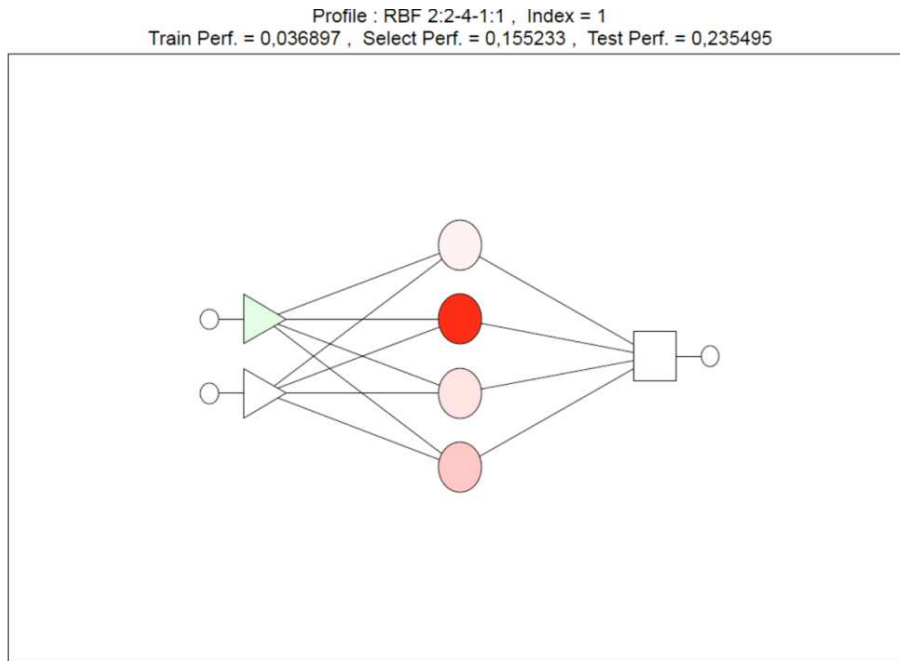 Profile : RBF 2:2-4-1:1 , Index = 1
Train Perf. = 0,036897 , Select Perf. = 0,155233 , Test Perf. = 0,235495